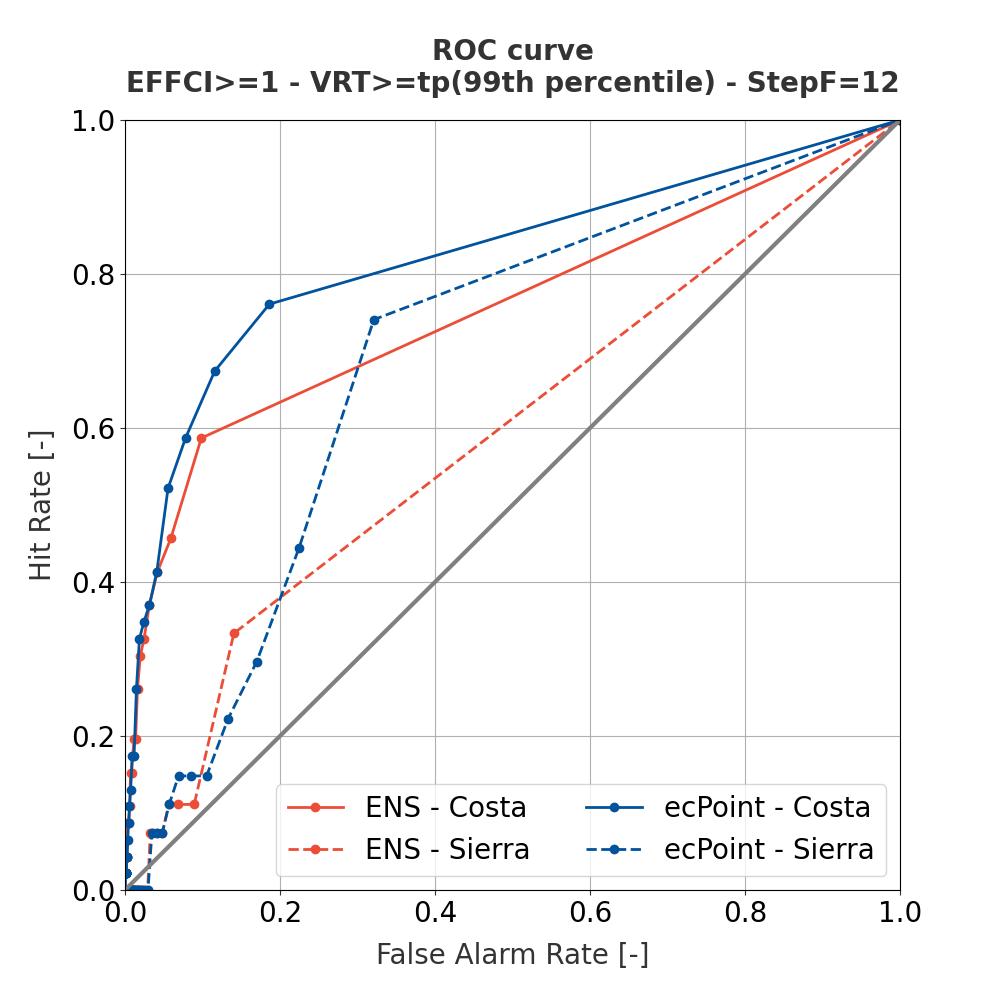 ROC curve
EFFCI>=1 - VRT>=tp(99th percentile) - StepF=12
1.0
0.8
0.6
0.4
0.2
0.0
Hit Rate [-]
ENS - Costa
ecPoint - Costa
ENS - Sierra
ecPoint - Sierra
0.0 0.2 0.4 0.6 0.8 1.0
False Alarm Rate [-]